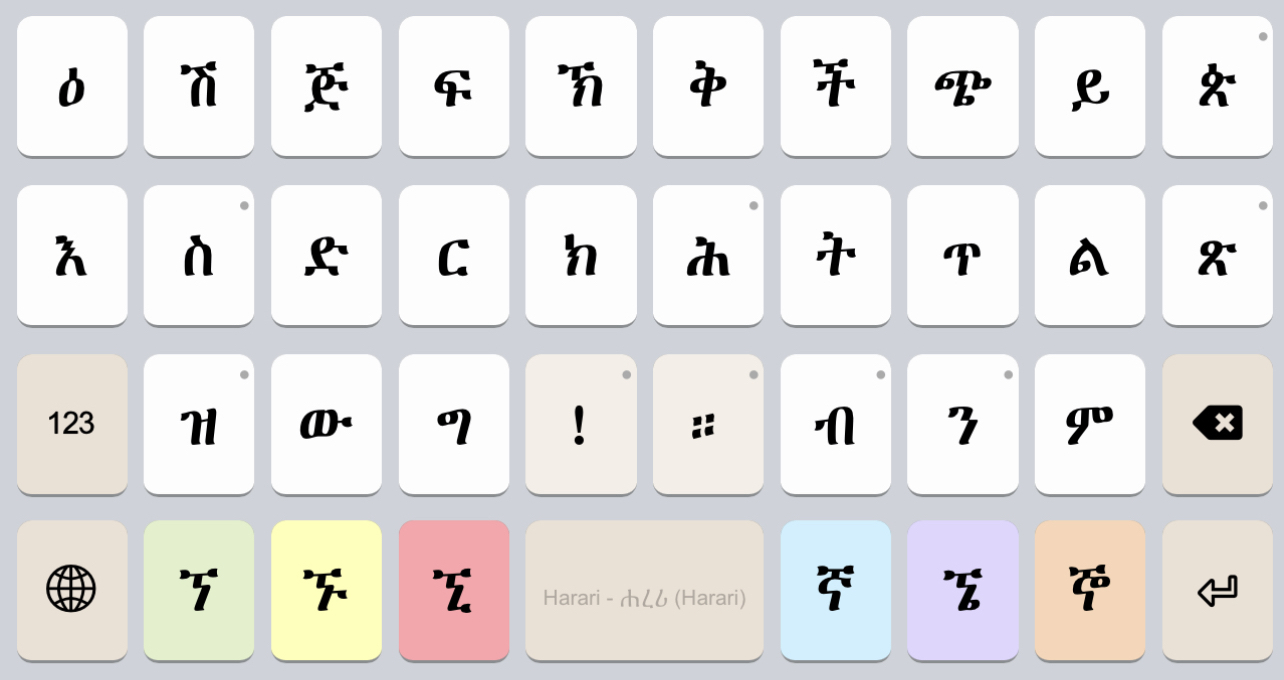 ዕ ሽ ጅ ፍ ኽ ቅ ች ጭ ይ ጵ
እ ስ ድ ር ክ ሕ ት ጥ ል ጽ
123 ዝ ው ግ ! ። ብ ን ም
ኘ ኙ ኚ Harari - ሐረሪ (Harari) ኛ ኜ ኞ